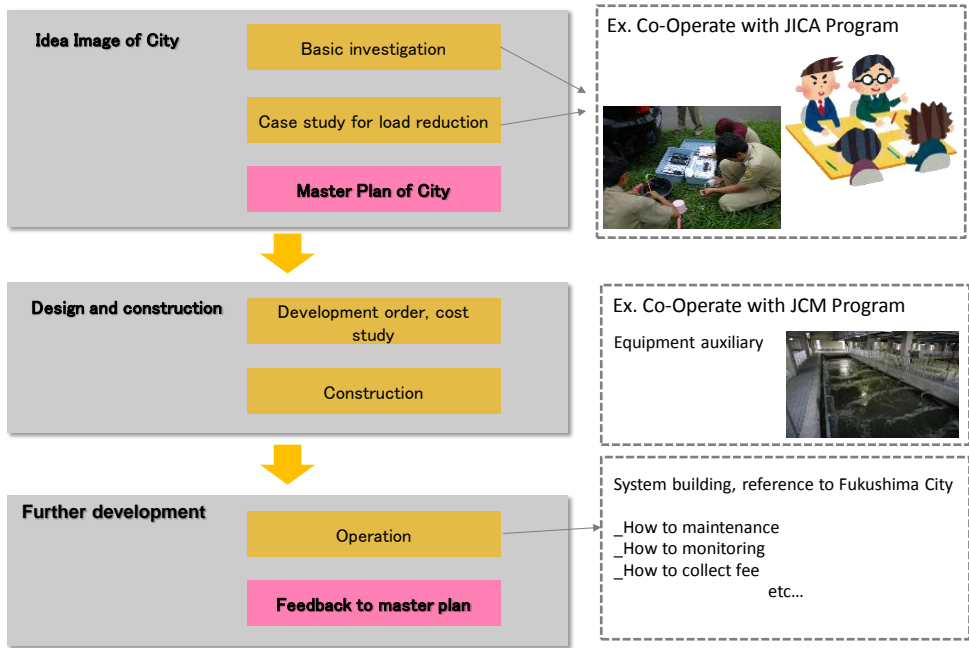 Idea Image of City
Basic investigation
Case study for load reduction
Master Plan of City
Ex. Co-Operate with JICA Program
Design and construction
Development order, cost
study
Construction
Ex. Co-Operate with JCM Program
Equipment auxiliary
Further development
Operation
Feedback to master plan
System building, reference to Fukushima City
_How to maintenance
_How to monitoring
_How to collect fee
etc...